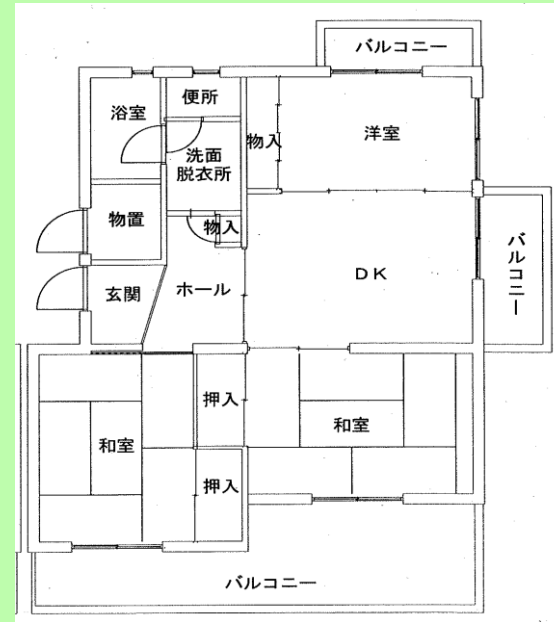 バルコニー
便所
浴室
物入
洋室
洗面
脱衣所
物置
物入
バルコニー
DK
玄関
ホール
押入
和室
和室
押入
バルコニー